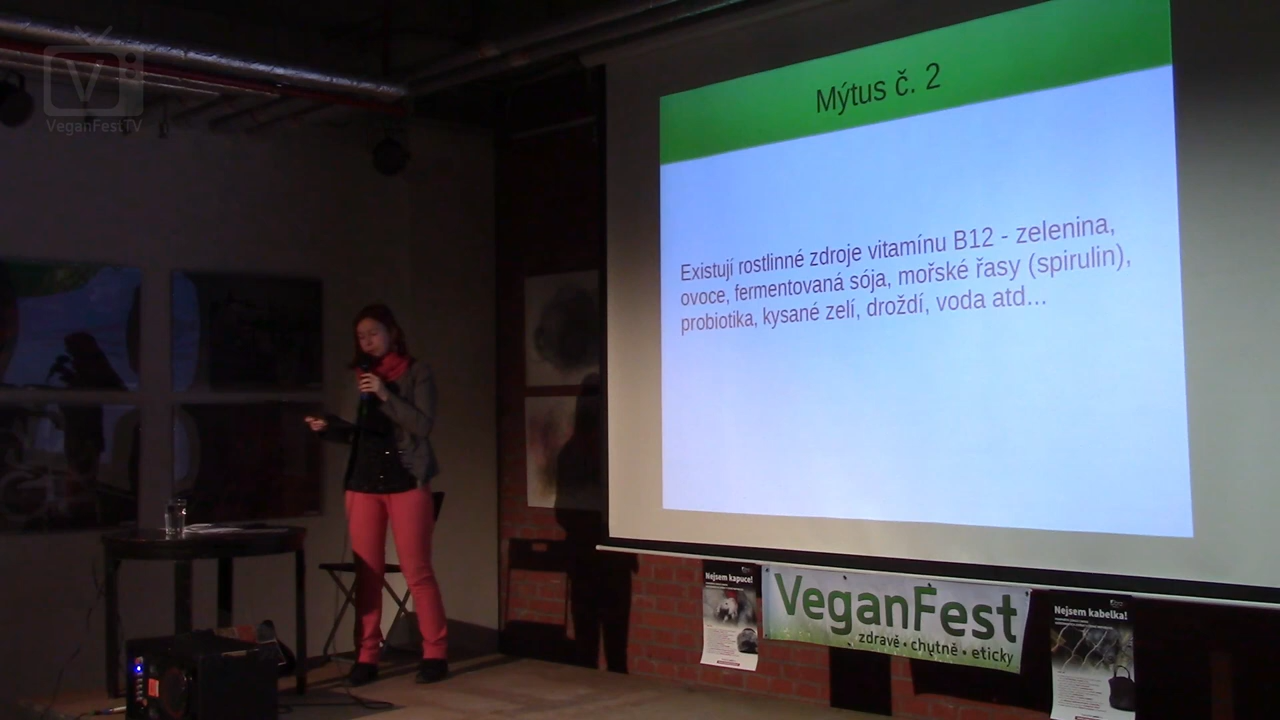 V
VeganFestTV
Mýtus č. 2
Existují rostlinné zdroje vitamínu B12 - zelenina,
ovoce, fermentovaná sója, mořské řasy (spirulin),
probiotika, kysané zelí, droždí, voda atd...
Nejsem kapuce!
VeganFest
zdravě • chutně • eticky
Nejsem kabelka!